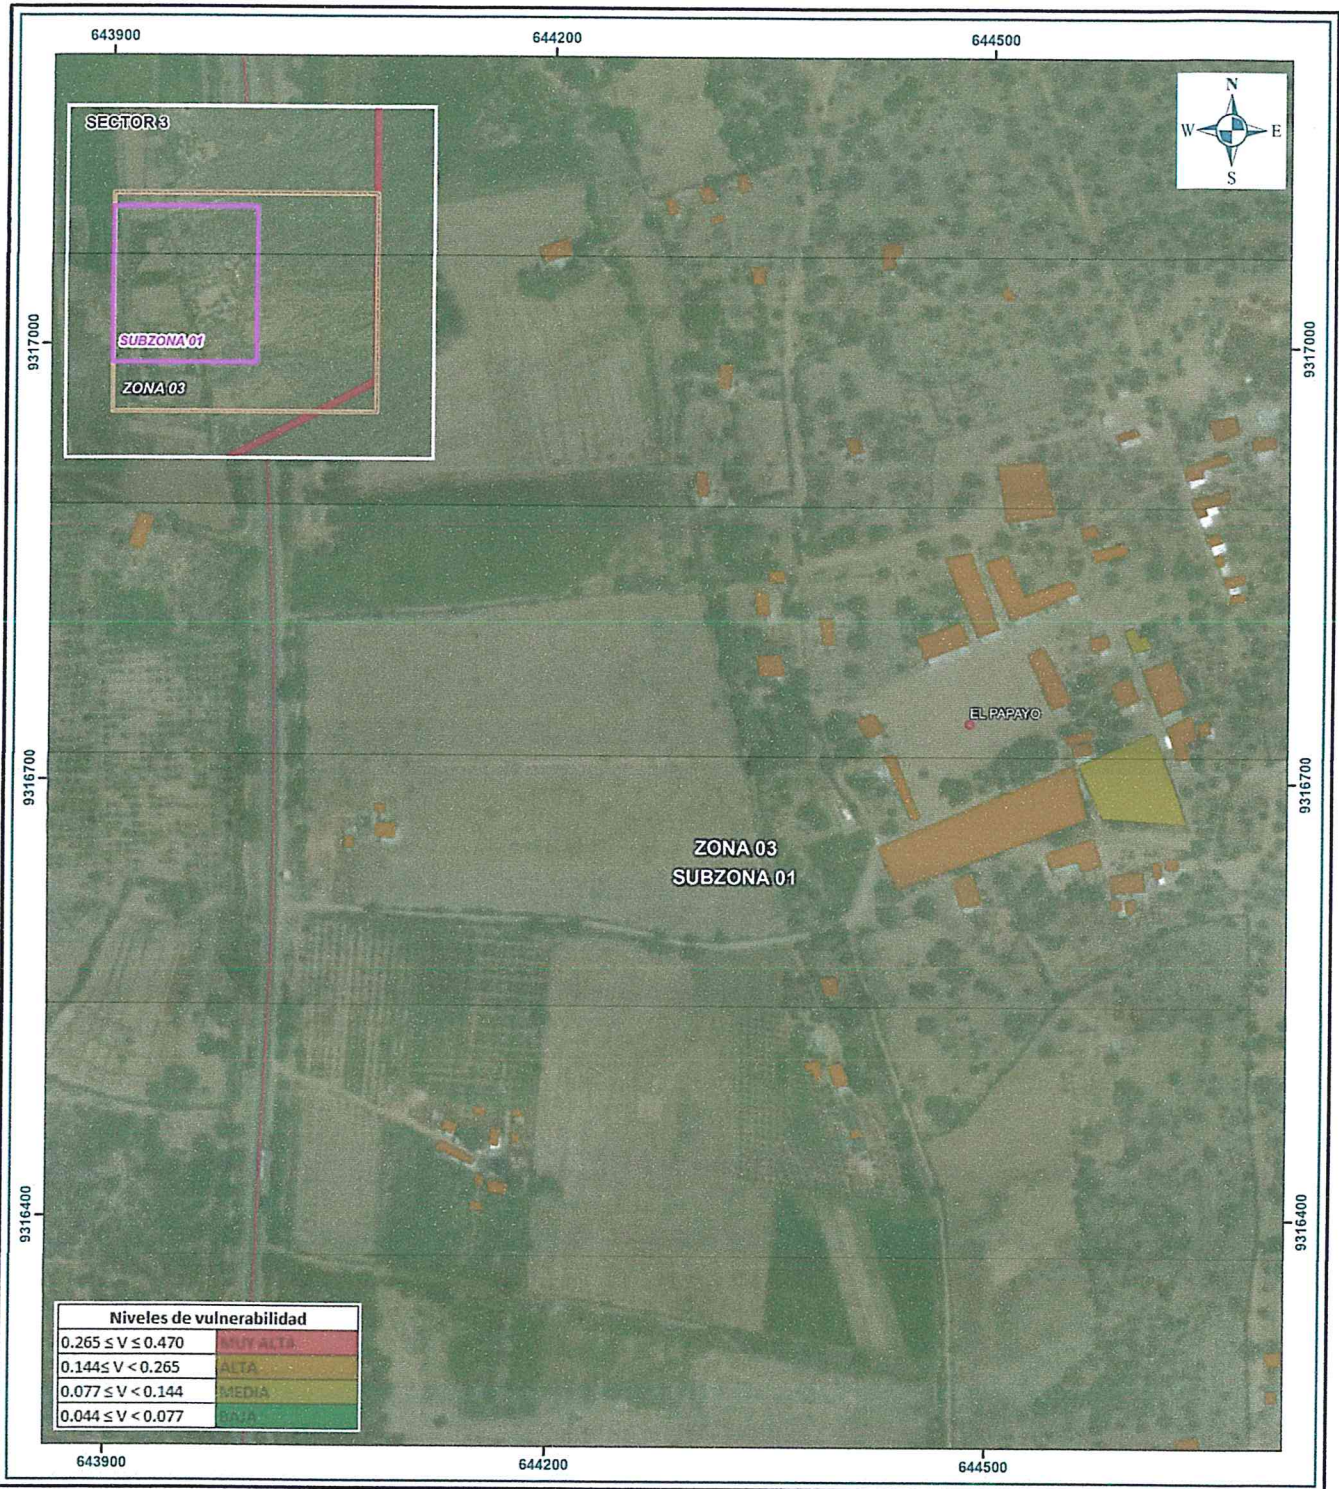 643900
644200
644500
SECTOR 3
N
W
E
S
SUBZONA 01
ZONA 03
9317000
9317000
EL PAPAYO
9316700
9316700
ZONA 03
SUBZONA 01
9316400
9316400
Niveles de vulnerabilidad
0.265 ≤ V ≤ 0.470 MUY ALTA
0.144≤ V < 0.265 ALTA
0.077 ≤ V < 0.144 MEDIA
0.044 ≤ V < 0.077 BAJA
643900
644200
644500